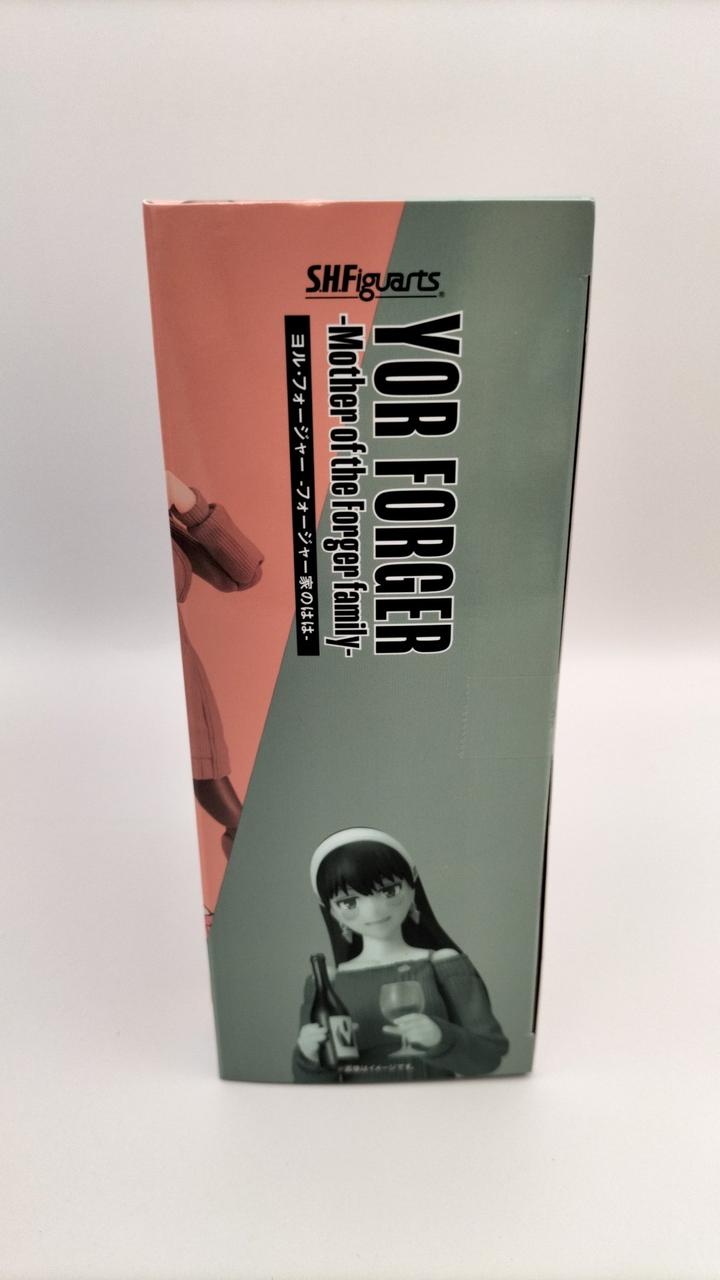 S.H.Figuarts®
YOR FORGER
-Mother of the Forger family-
ヨル・フォージャー -フォージャー家のはは-
※画像はイメージです。